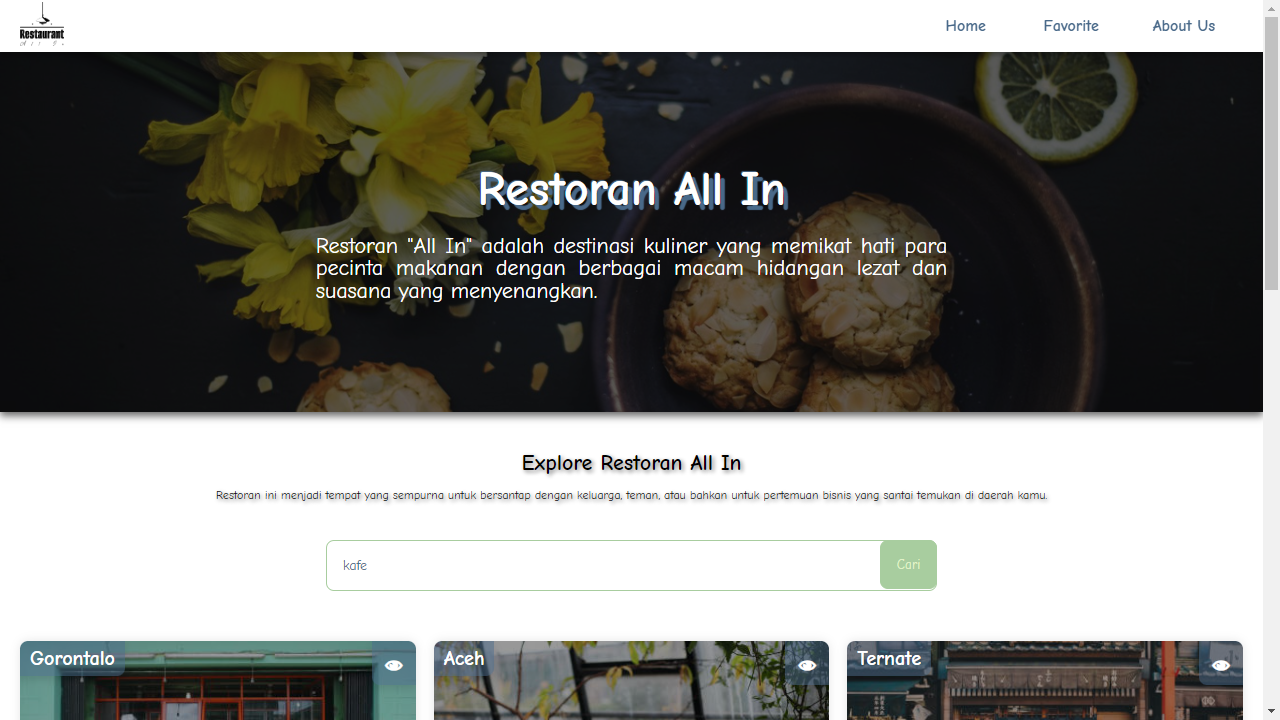 Restaurant
Home
Favorite
About Us
Restoran All In
Restoran "All In" adalah destinasi kuliner yang memikat hati para
pecinta makanan dengan berbagai macam hidangan lezat dan
suasana yang menyenangkan.
Explore Restoran All In
Restoran ini menjadi tempat yang sempurna untuk bersantap dengan keluarga, teman, atau bahkan untuk pertemuan bisnis yang santai temukan di daerah kamu.
kafe
Cari
Gorontalo
Aceh
Ternate